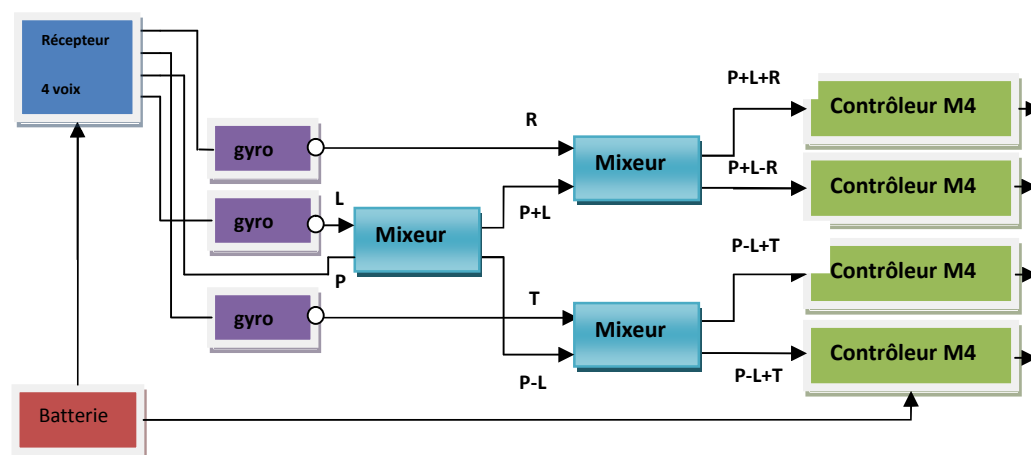 Récepteur
4 voix
gyro
gyro
gyro
Batterie
R
L
P
T
Mixeur
P+L
P-L
Mixeur
Mixeur
P+L+R
P+L-R
P-L+T
P-L+T
Contrôleur M4
Contrôleur M4
Contrôleur M4
Contrôleur M4